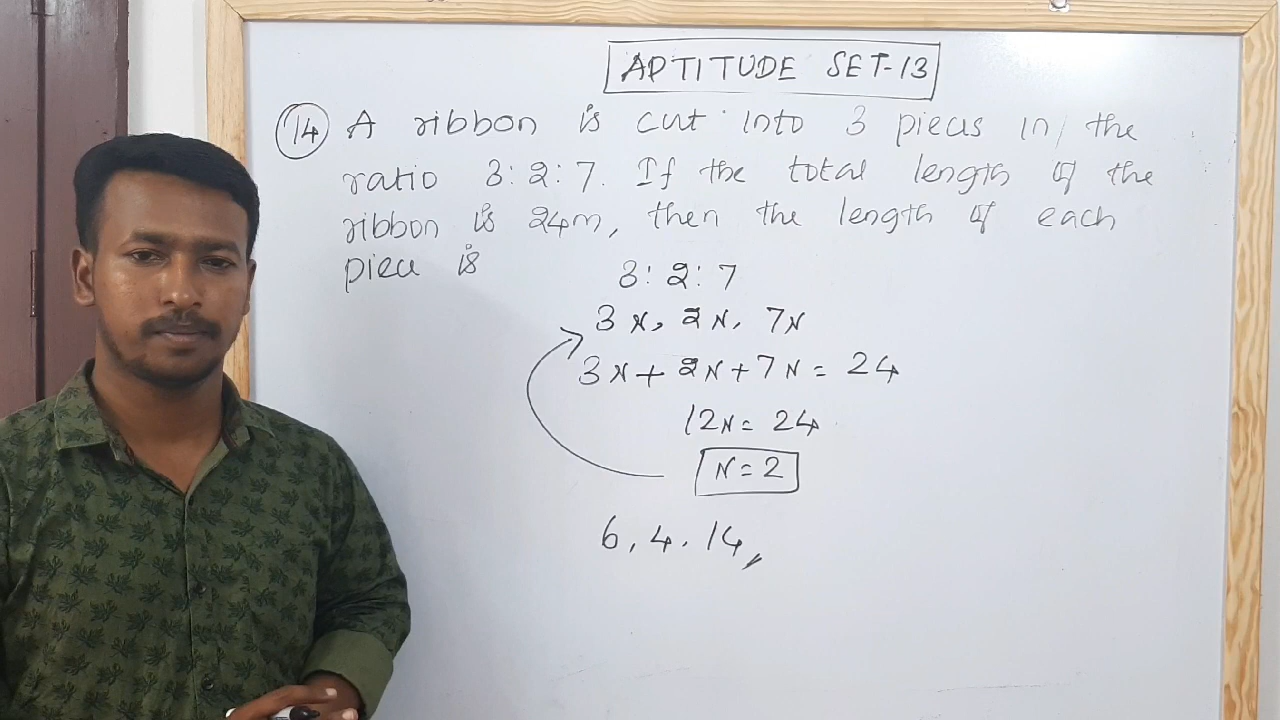 APTITUDE SET-13
14 A ribbon is cut into 3 pieces in the
ratio 3:2:7. If the total length of the
ribbon is 24m, then the length of each
piece is
3:2:7
3x, 2x, 7x
3x+2x+7x=24
12x=24
x=2
6,4,14,